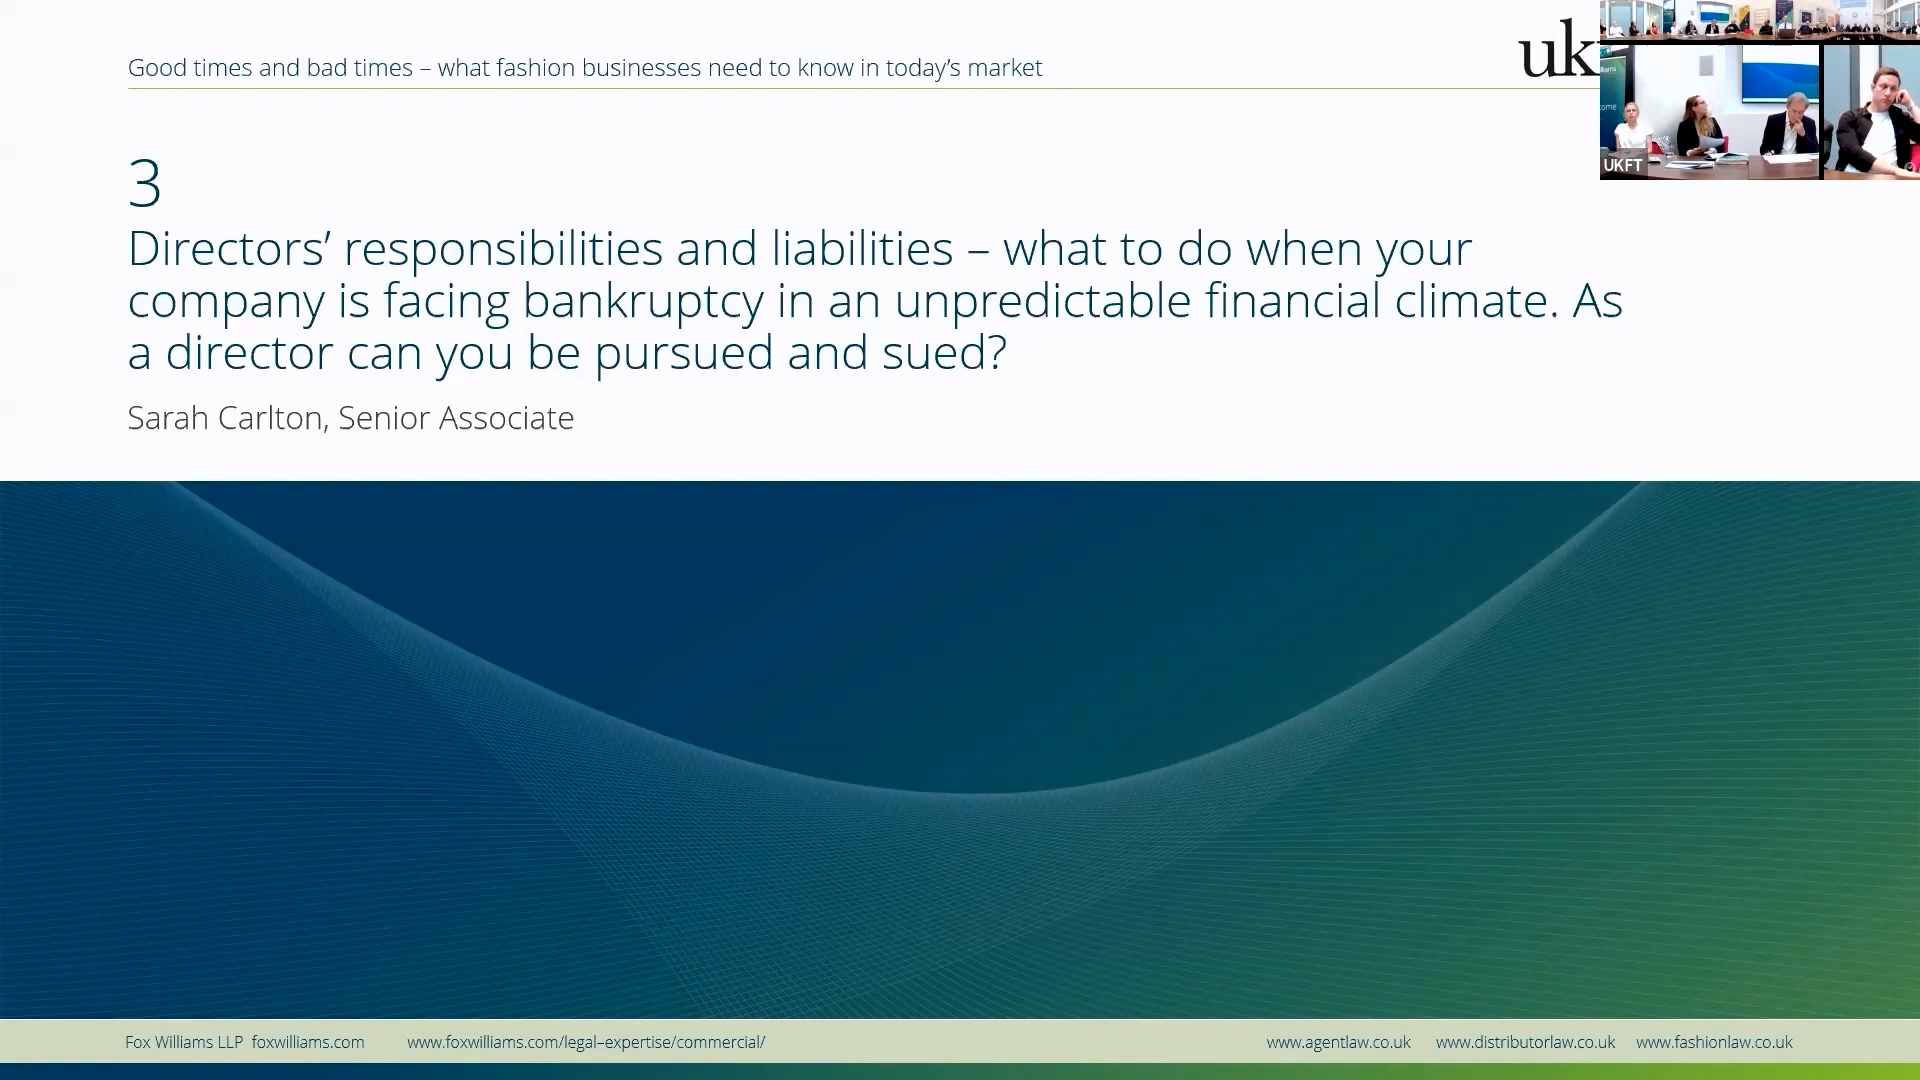 Good times and bad times – what fashion businesses need to know in today’s market
uk
3
Directors’ responsibilities and liabilities – what to do when your
company is facing bankruptcy in an unpredictable financial climate. As
a director can you be pursued and sued?
Sarah Carlton, Senior Associate
UKFT
Fox Williams LLP foxwilliams.com www.foxwilliams.com/legal–expertise/commercial/ www.agentlaw.co.uk www.distributorlaw.co.uk www.fashionlaw.co.uk